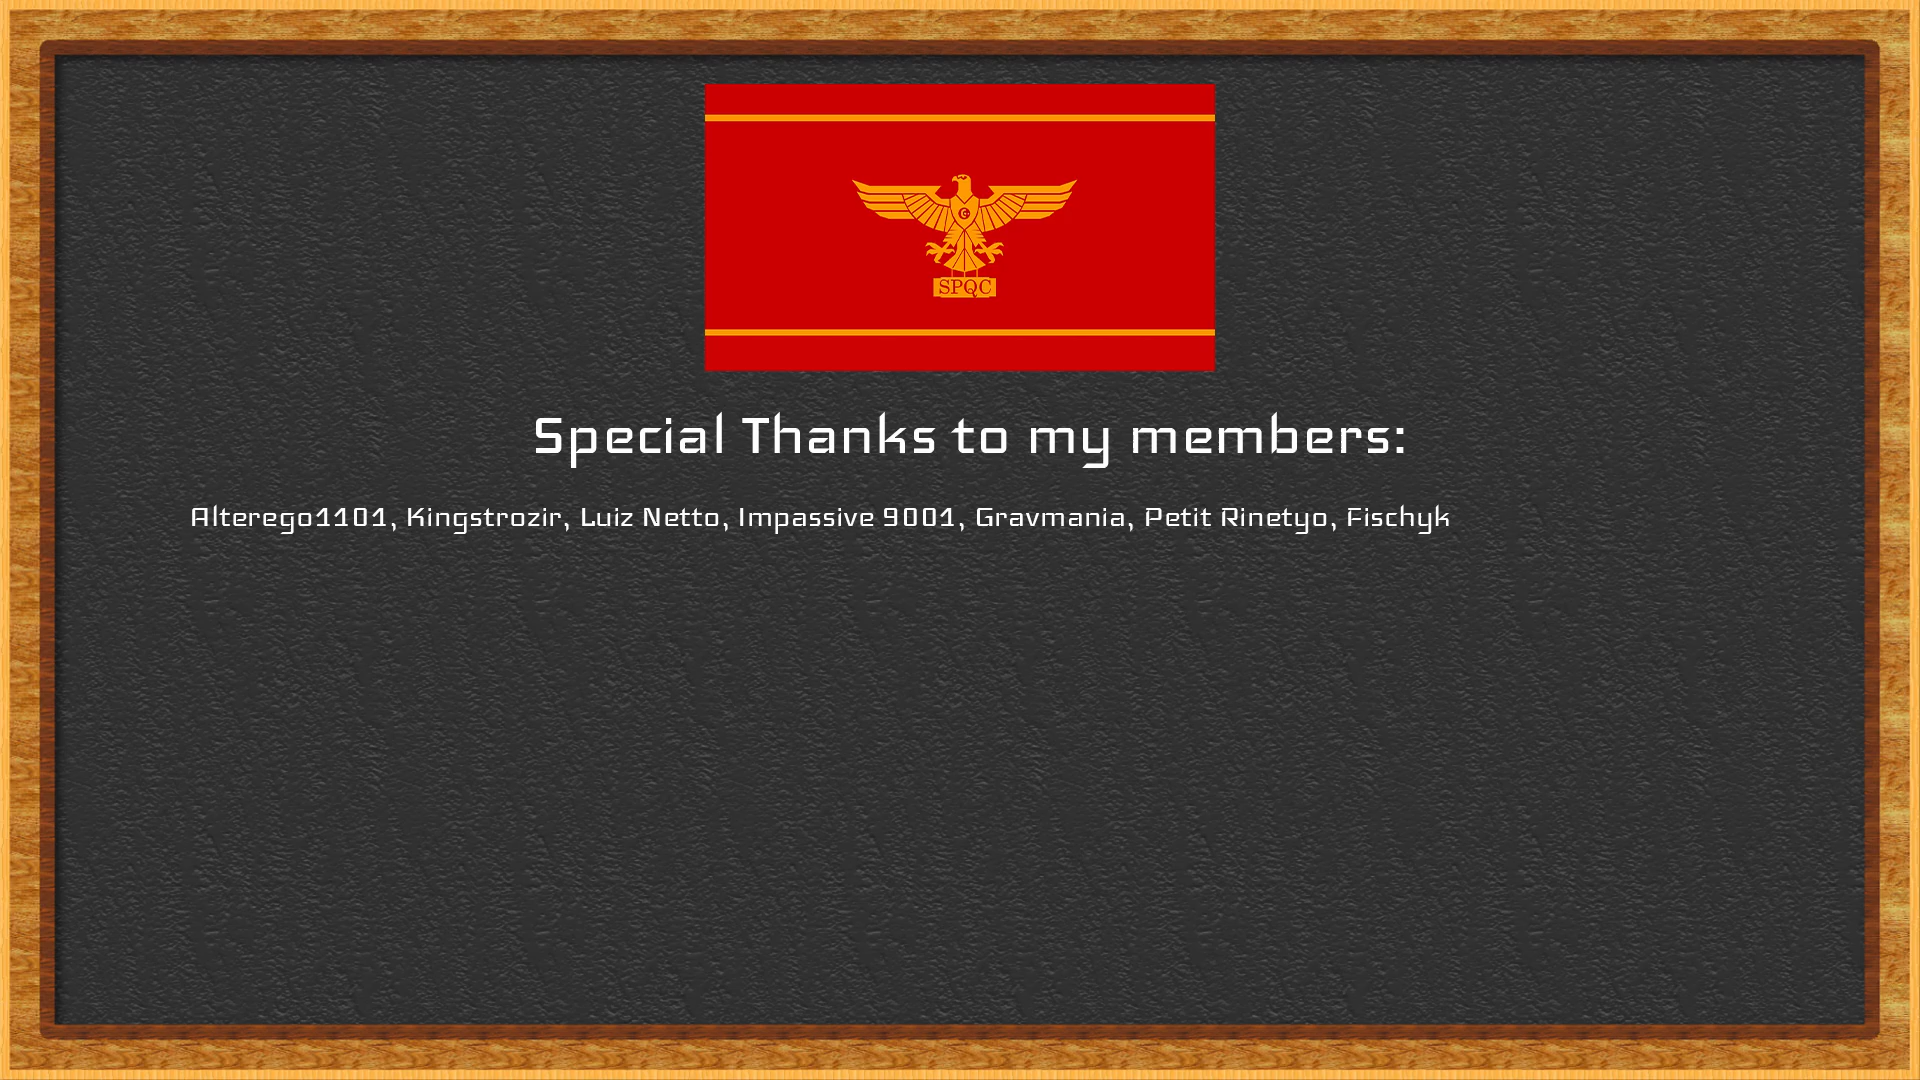 SPQC
Special Thanks to my members:
Alterego1101, Kingstrozir, Luiz Netto, Impassive 9001, Gravmania, Petit Rinetyo, Fischyk